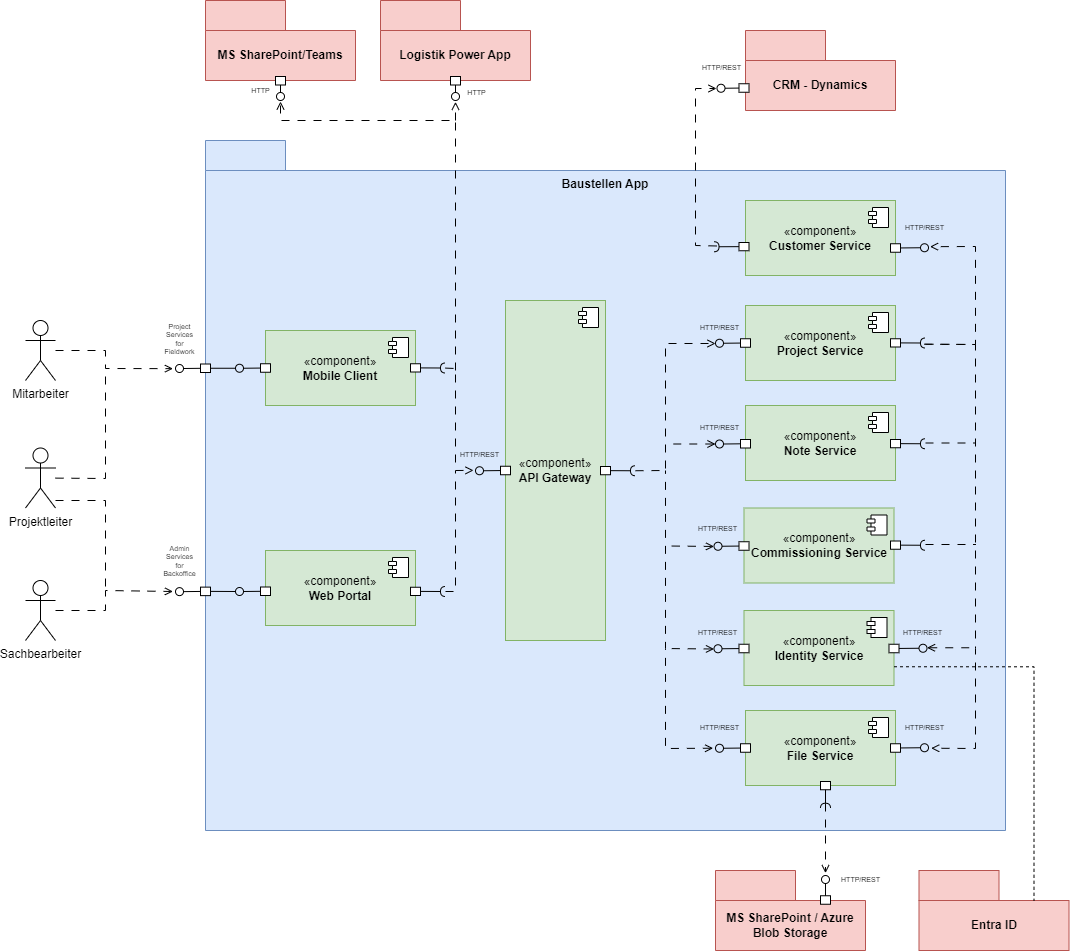 MS SharePoint/Teams
Logistik Power App
HTTP
HTTP
HTTP/REST
CRM - Dynamics
Baustellen App
«component»
Customer Service
HTTP/REST
Project
Services
for
Fieldwork
«component»
Mobile Client
HTTP/REST
«component»
Project Service
Mitarbeiter
HTTP/REST
«component»
Note Service
HTTP/REST
«component»
API Gateway
Projektleiter
HTTP/REST
«component»
Commissioning Service
Admin
Services
for
Backoffice
«component»
Web Portal
HTTP/REST
«component»
Identity Service
HTTP/REST
Sachbearbeiter
HTTP/REST
«component»
File Service
HTTP/REST
HTTP/REST
MS SharePoint / Azure
Blob Storage
Entra ID